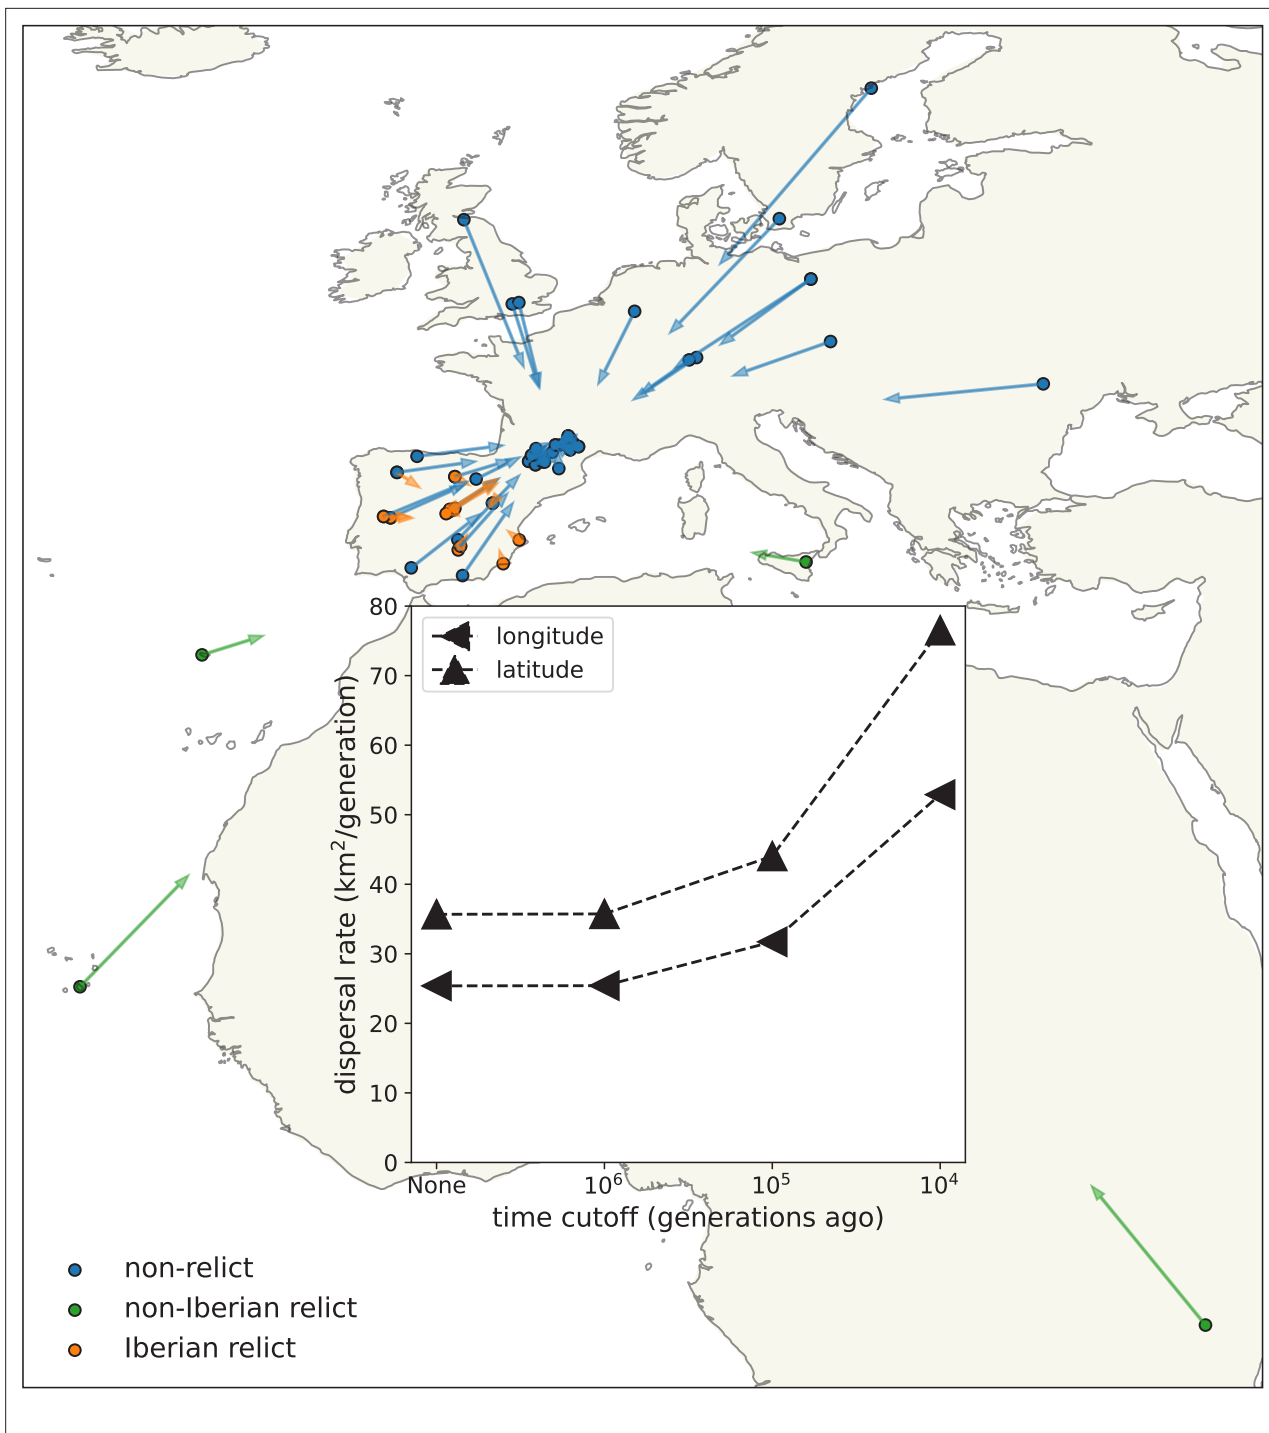 longitude
latitude
80
70
60
50
40
30
20
10
0
dispersal rate (km²/generation)
None 10⁶ 10⁵ 10⁴
time cutoff (generations ago)
non-relict
non-Iberian relict
Iberian relict